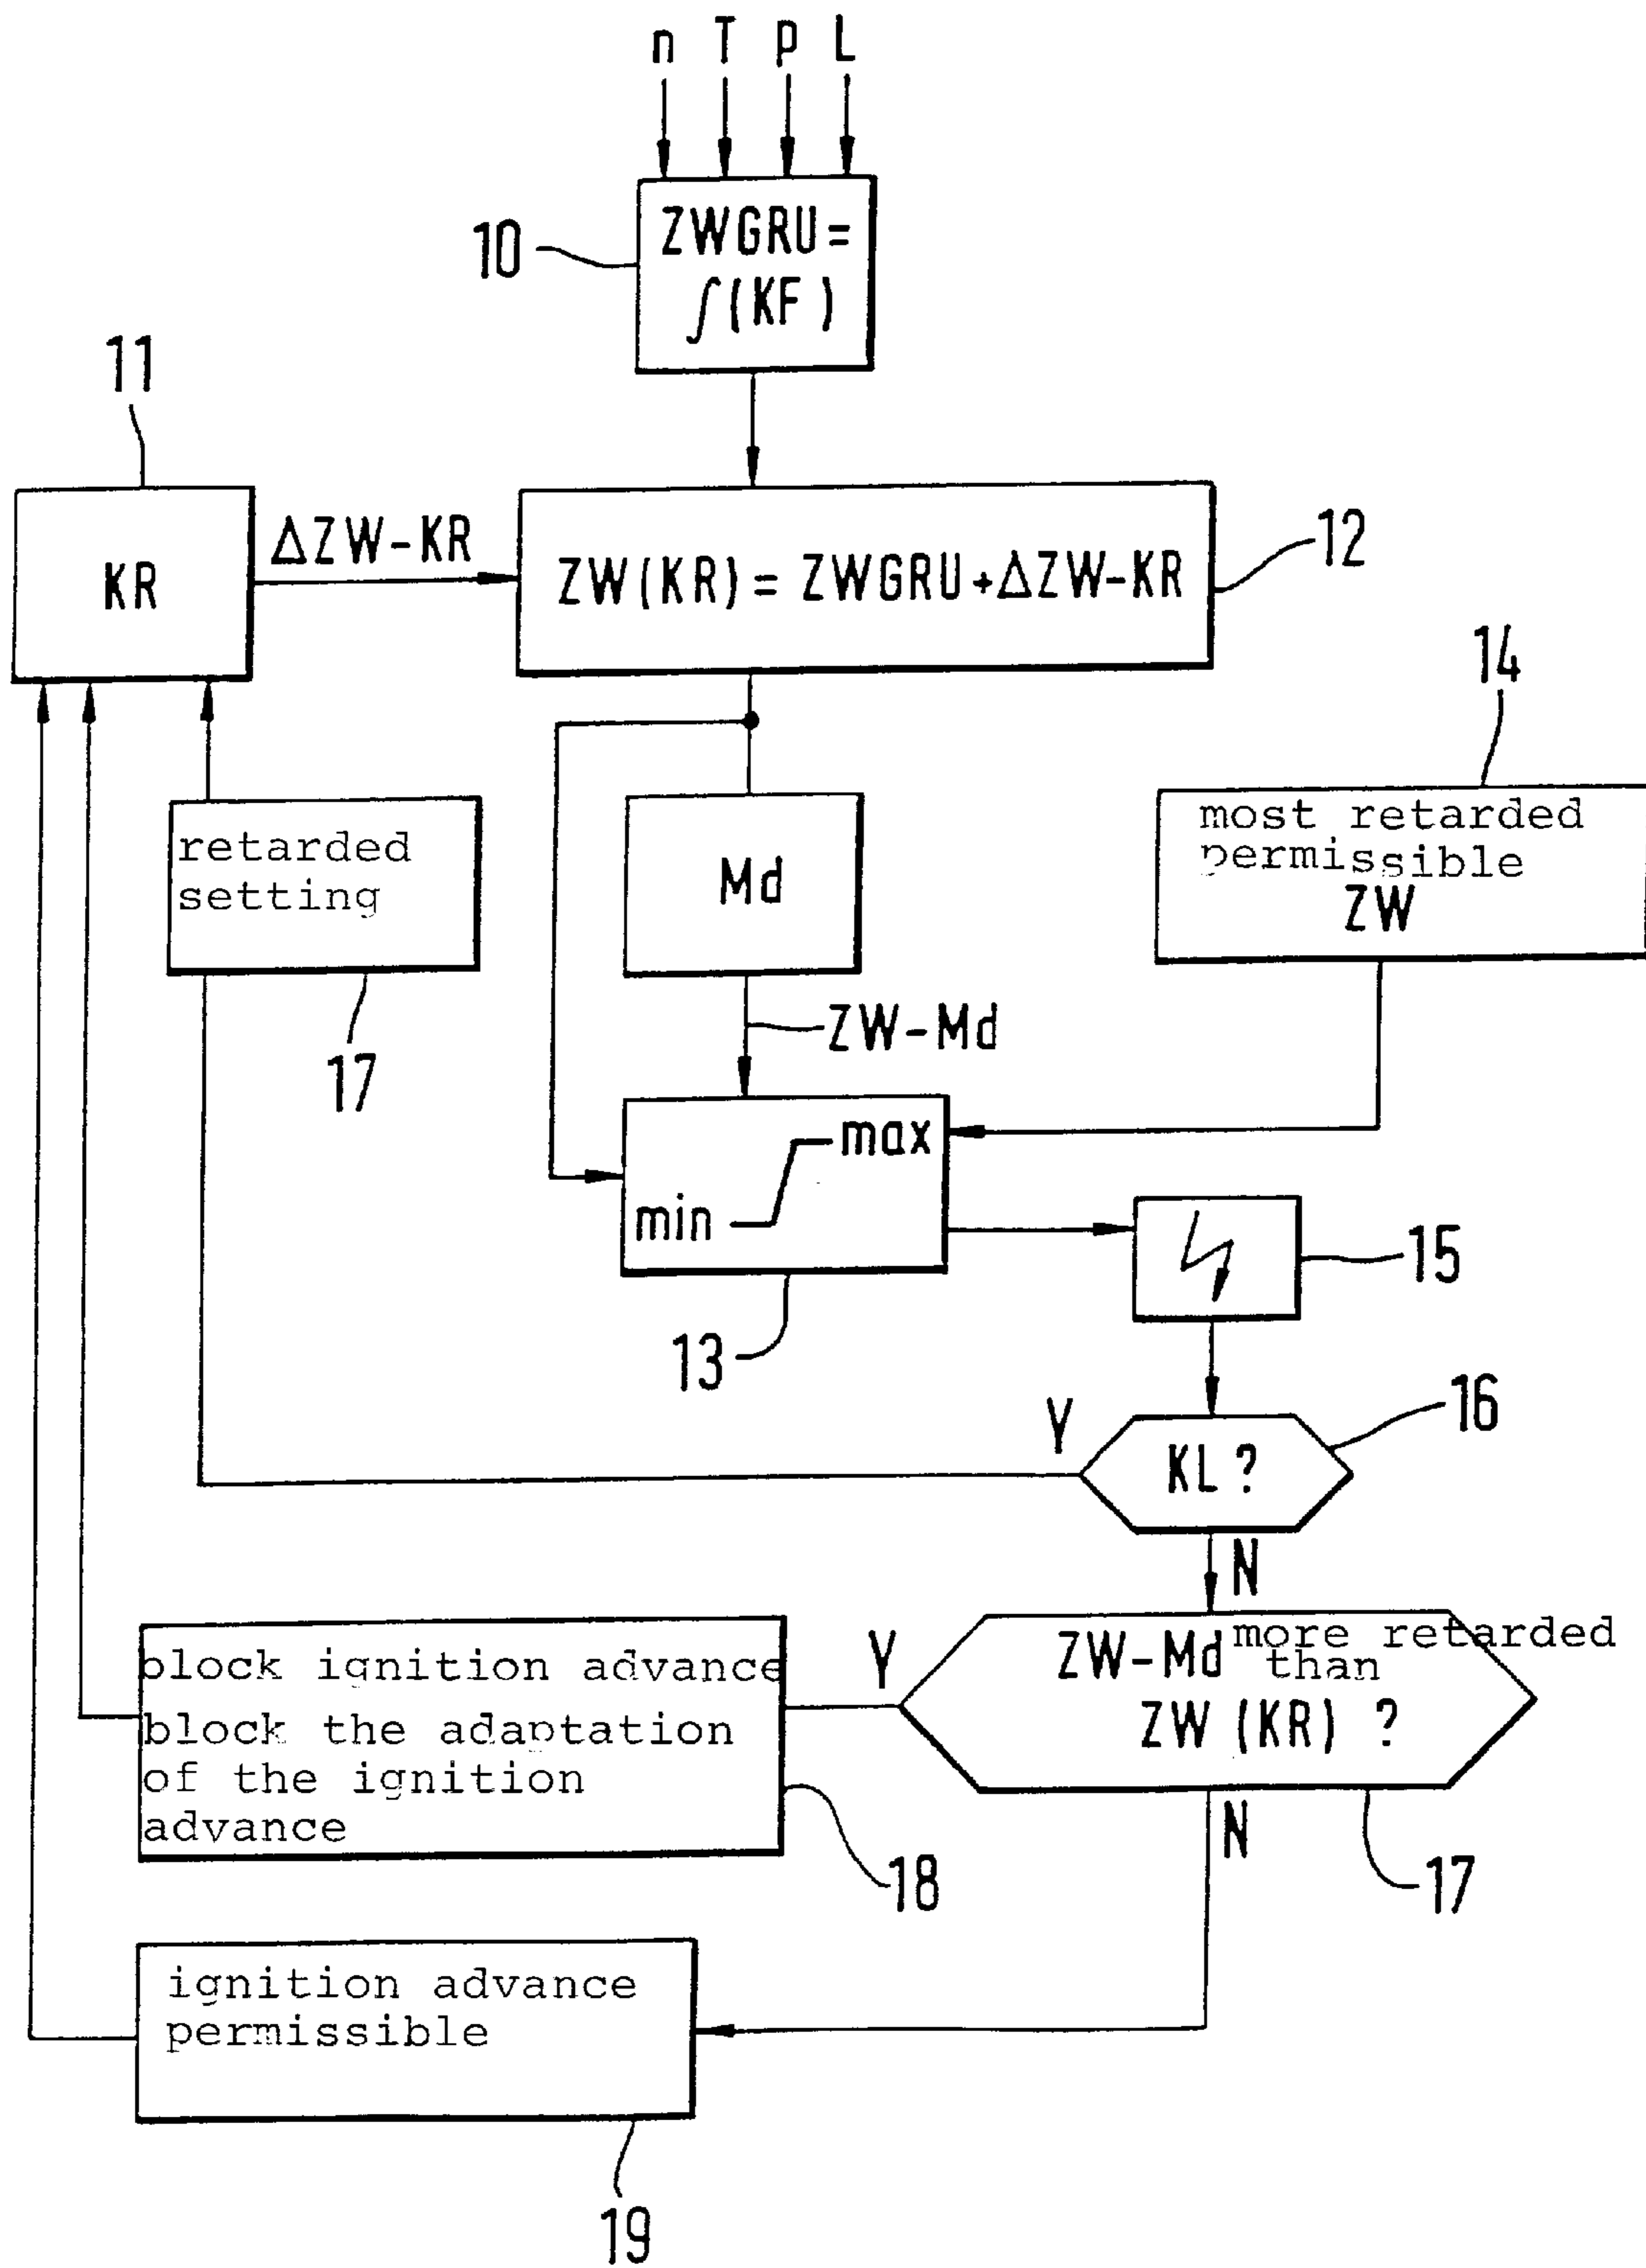 n T p L
10
ZWGRU =
∫(KF)
11
KR
ΔZW-KR
ZW(KR) = ZWGRU+ΔZW-KR
12
14
most retarded
permissible
ZW
retarded
setting
17
Md
ZW-Md
max
min
13
15
16
Y
KL ?
N
ZW-Md more retarded
than
ZW (KR) ?
Y
N
17
block ignition advance
block the adaptation
of the ignition
advance
18
ignition advance
permissible
19